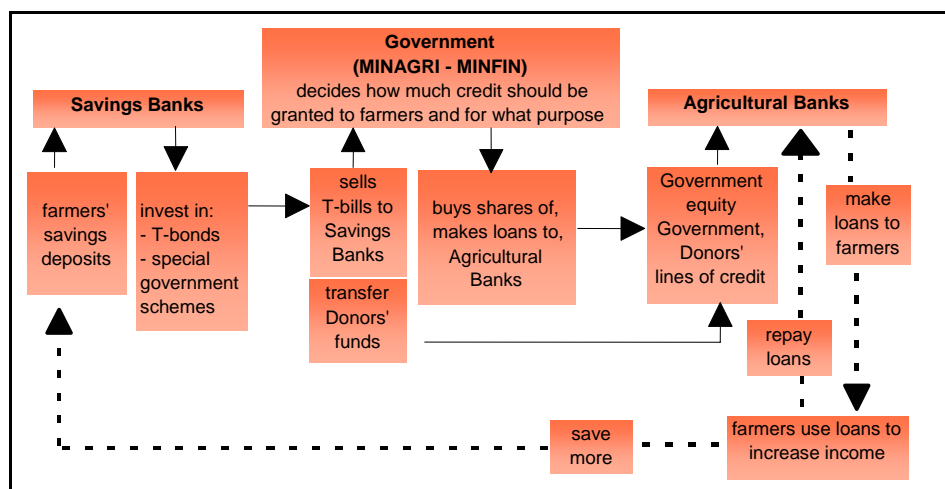 Government
(MINAGRI - MINFIN)
decides how much credit should be
granted to farmers and for what purpose
Savings Banks
Agricultural Banks
farmers'
savings
deposits
invest in:
- T-bonds
- special
government
schemes
sells
T-bills to
Savings
Banks
transfer
Donors'
funds
buys shares of,
makes loans to,
Agricultural
Banks
Government
equity
Government,
Donors'
lines of credit
make
loans to
farmers
repay
loans
save
more
farmers use loans to
increase income